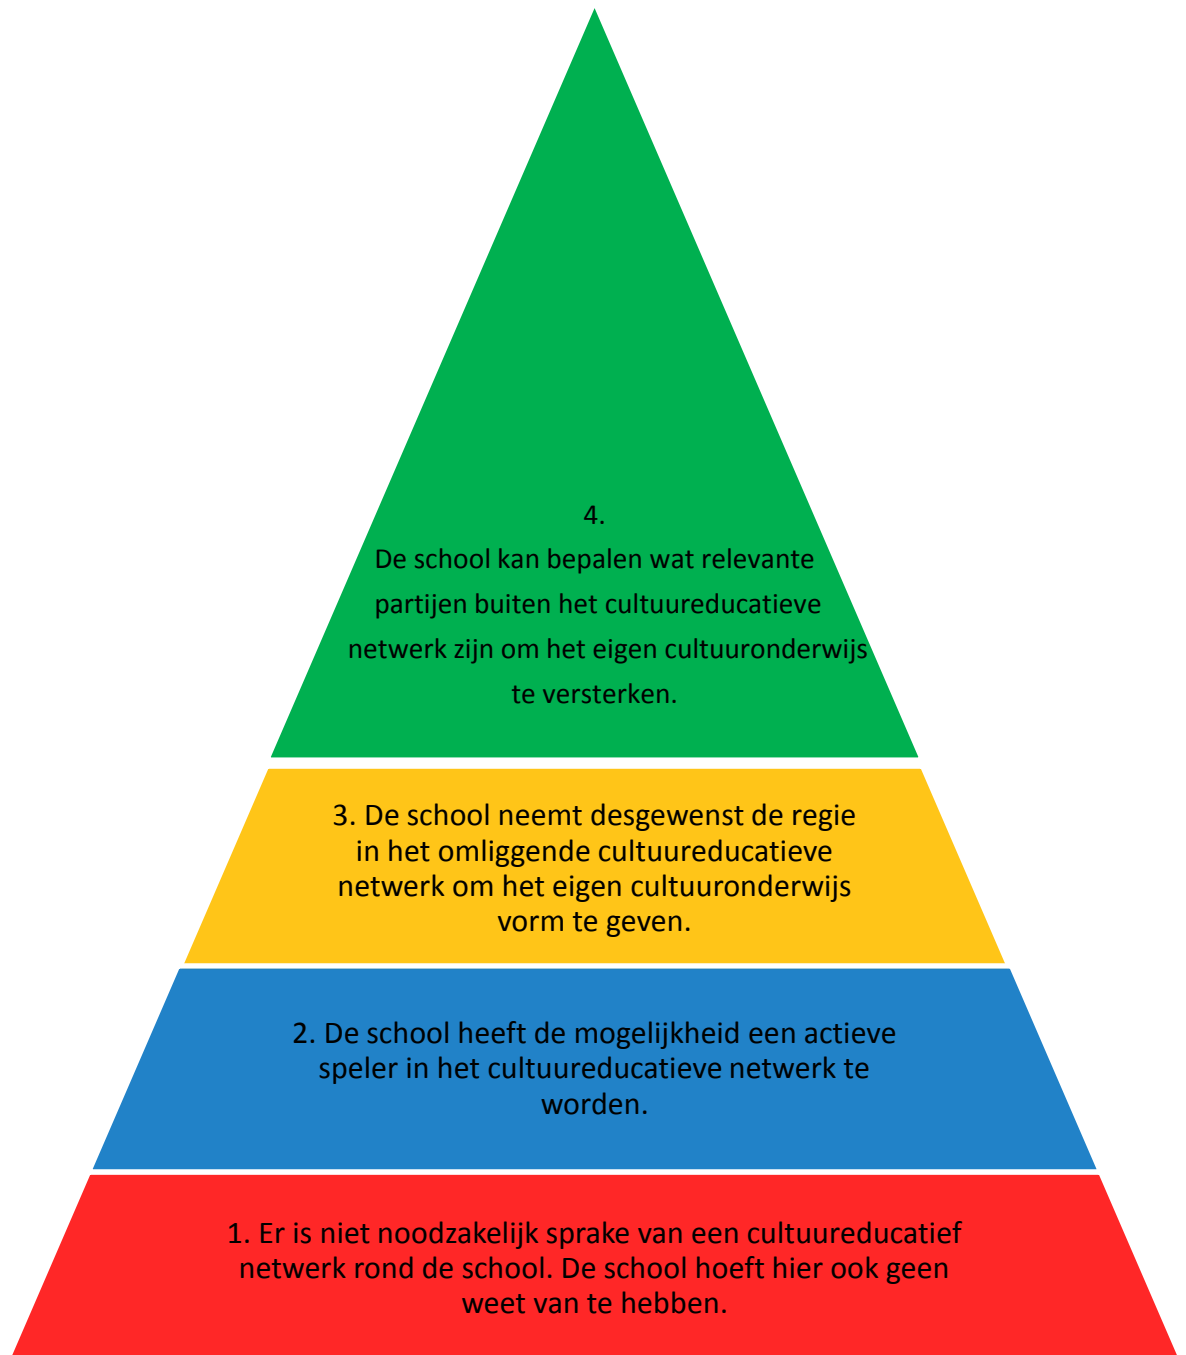 4.
De school kan bepalen wat relevante
partijen buiten het cultuureducatieve
netwerk zijn om het eigen cultuuronderwijs
te versterken.
3. De school neemt desgewenst de regie
in het omliggende cultuureducatieve
netwerk om het eigen cultuuronderwijs
vorm te geven.
2. De school heeft de mogelijkheid een actieve
speler in het cultuureducatieve netwerk te
worden.
1. Er is niet noodzakelijk sprake van een cultuureducatief
netwerk rond de school. De school hoeft hier ook geen
weet van te hebben.